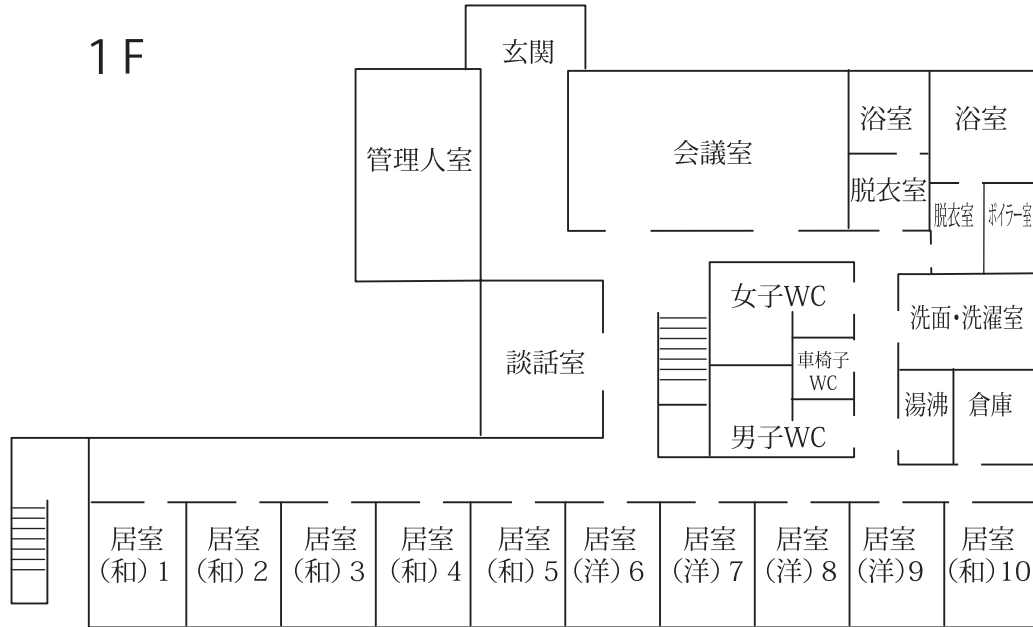 1F
玄関
管理人室
会議室
浴室
浴室
脱衣室
脱衣室
ボイラー室
女子WC
洗面・洗濯室
談話室
車椅子
WC
湯沸
倉庫
男子WC
居室
(和)1
居室
(和)2
居室
(和)3
居室
(和)4
居室
(和)5
居室
(洋)6
居室
(洋)7
居室
(洋)8
居室
(洋)9
居室
(和)10